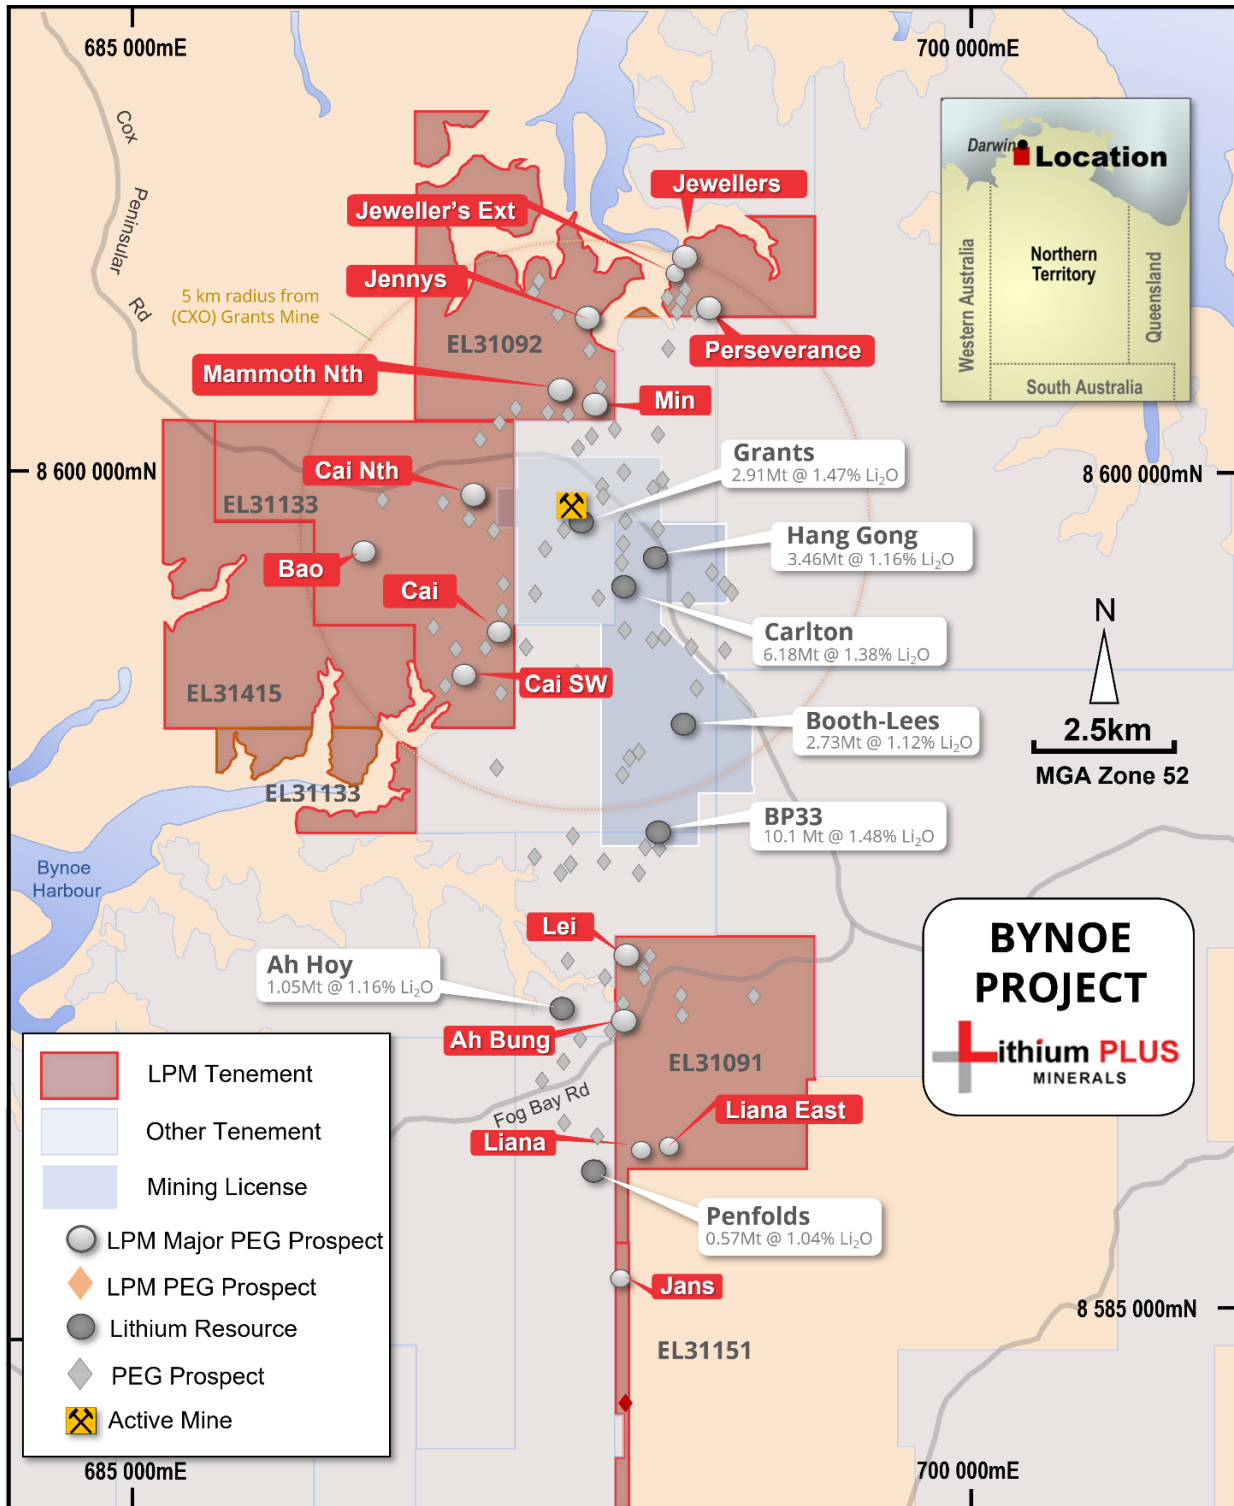 685 000mE
700 000mE
Cox
Peninsular
Rd
Darwin
Location
Northern
Territory
Western Australia
Queensland
South Australia
Jewellers
Jeweller's Ext
Jennys
5 km radius from
(CXO) Grants Mine
EL31092
Perseverance
Mammoth Nth
Min
8 600 000mN
8 600 000mN
Grants
2.91Mt @ 1.47% Li₂O
Cai Nth
EL31133
Hang Gong
3.46Mt @ 1.16% Li₂O
Bao
Cai
Carlton
6.18Mt @ 1.38% Li₂O
N
EL31415
Cai SW
Booth-Lees
2.73Mt @ 1.12% Li₂O
2.5km
MGA Zone 52
EL31133
BP33
10.1 Mt @ 1.48% Li₂O
Bynoe
Harbour
Lei
BYNOE
PROJECT
Lithium PLUS
MINERALS
Ah Hoy
1.05Mt @ 1.16% Li₂O
Ah Bung
EL31091
Fog Bay Rd
Liana East
Liana
Penfolds
0.57Mt @ 1.04% Li₂O
Jans
8 585 000mN
EL31151
LPM Tenement
Other Tenement
Mining License
LPM Major PEG Prospect
LPM PEG Prospect
Lithium Resource
PEG Prospect
Active Mine
685 000mE
700 000mE